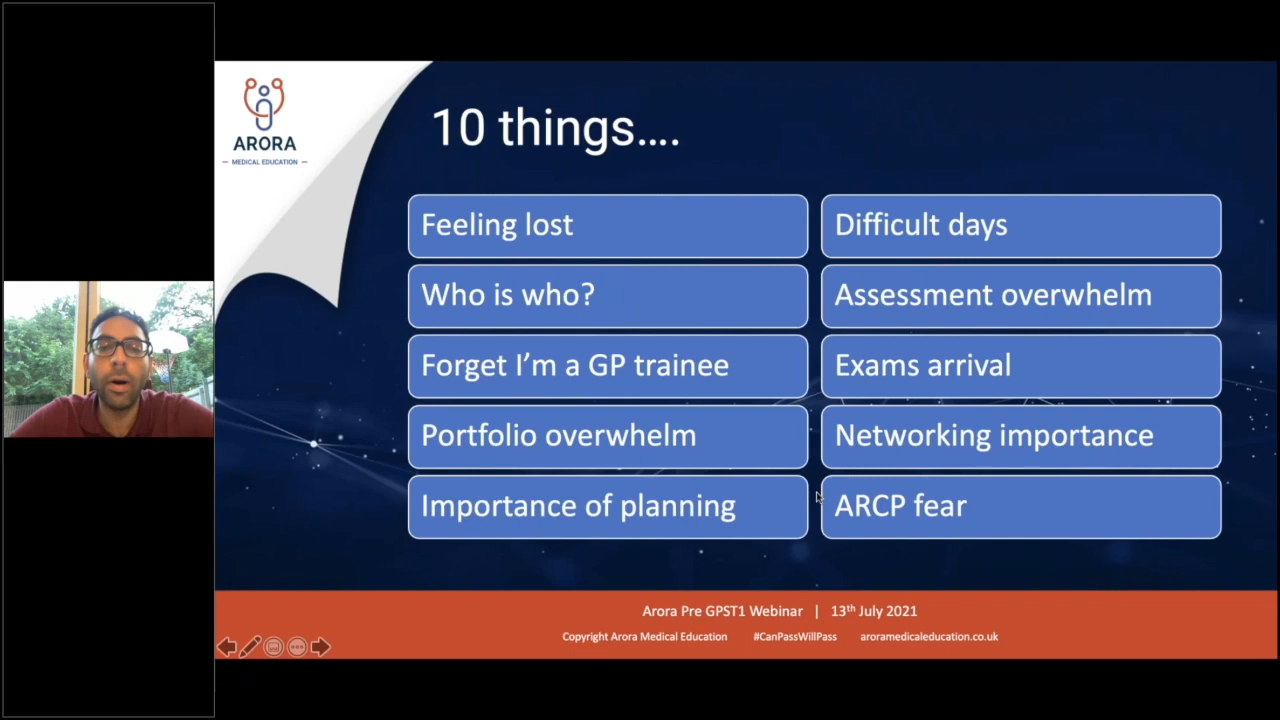 ARORA
MEDICAL EDUCATION
10 things....
Feeling lost
Difficult days
Who is who?
Assessment overwhelm
Forget I'm a GP trainee
Exams arrival
Portfolio overwhelm
Networking importance
Importance of planning
ARCP fear
Arora Pre GPST1 Webinar | 13th July 2021
Copyright Arora Medical Education #CanPassWillPass aroramedicaleducation.co.uk